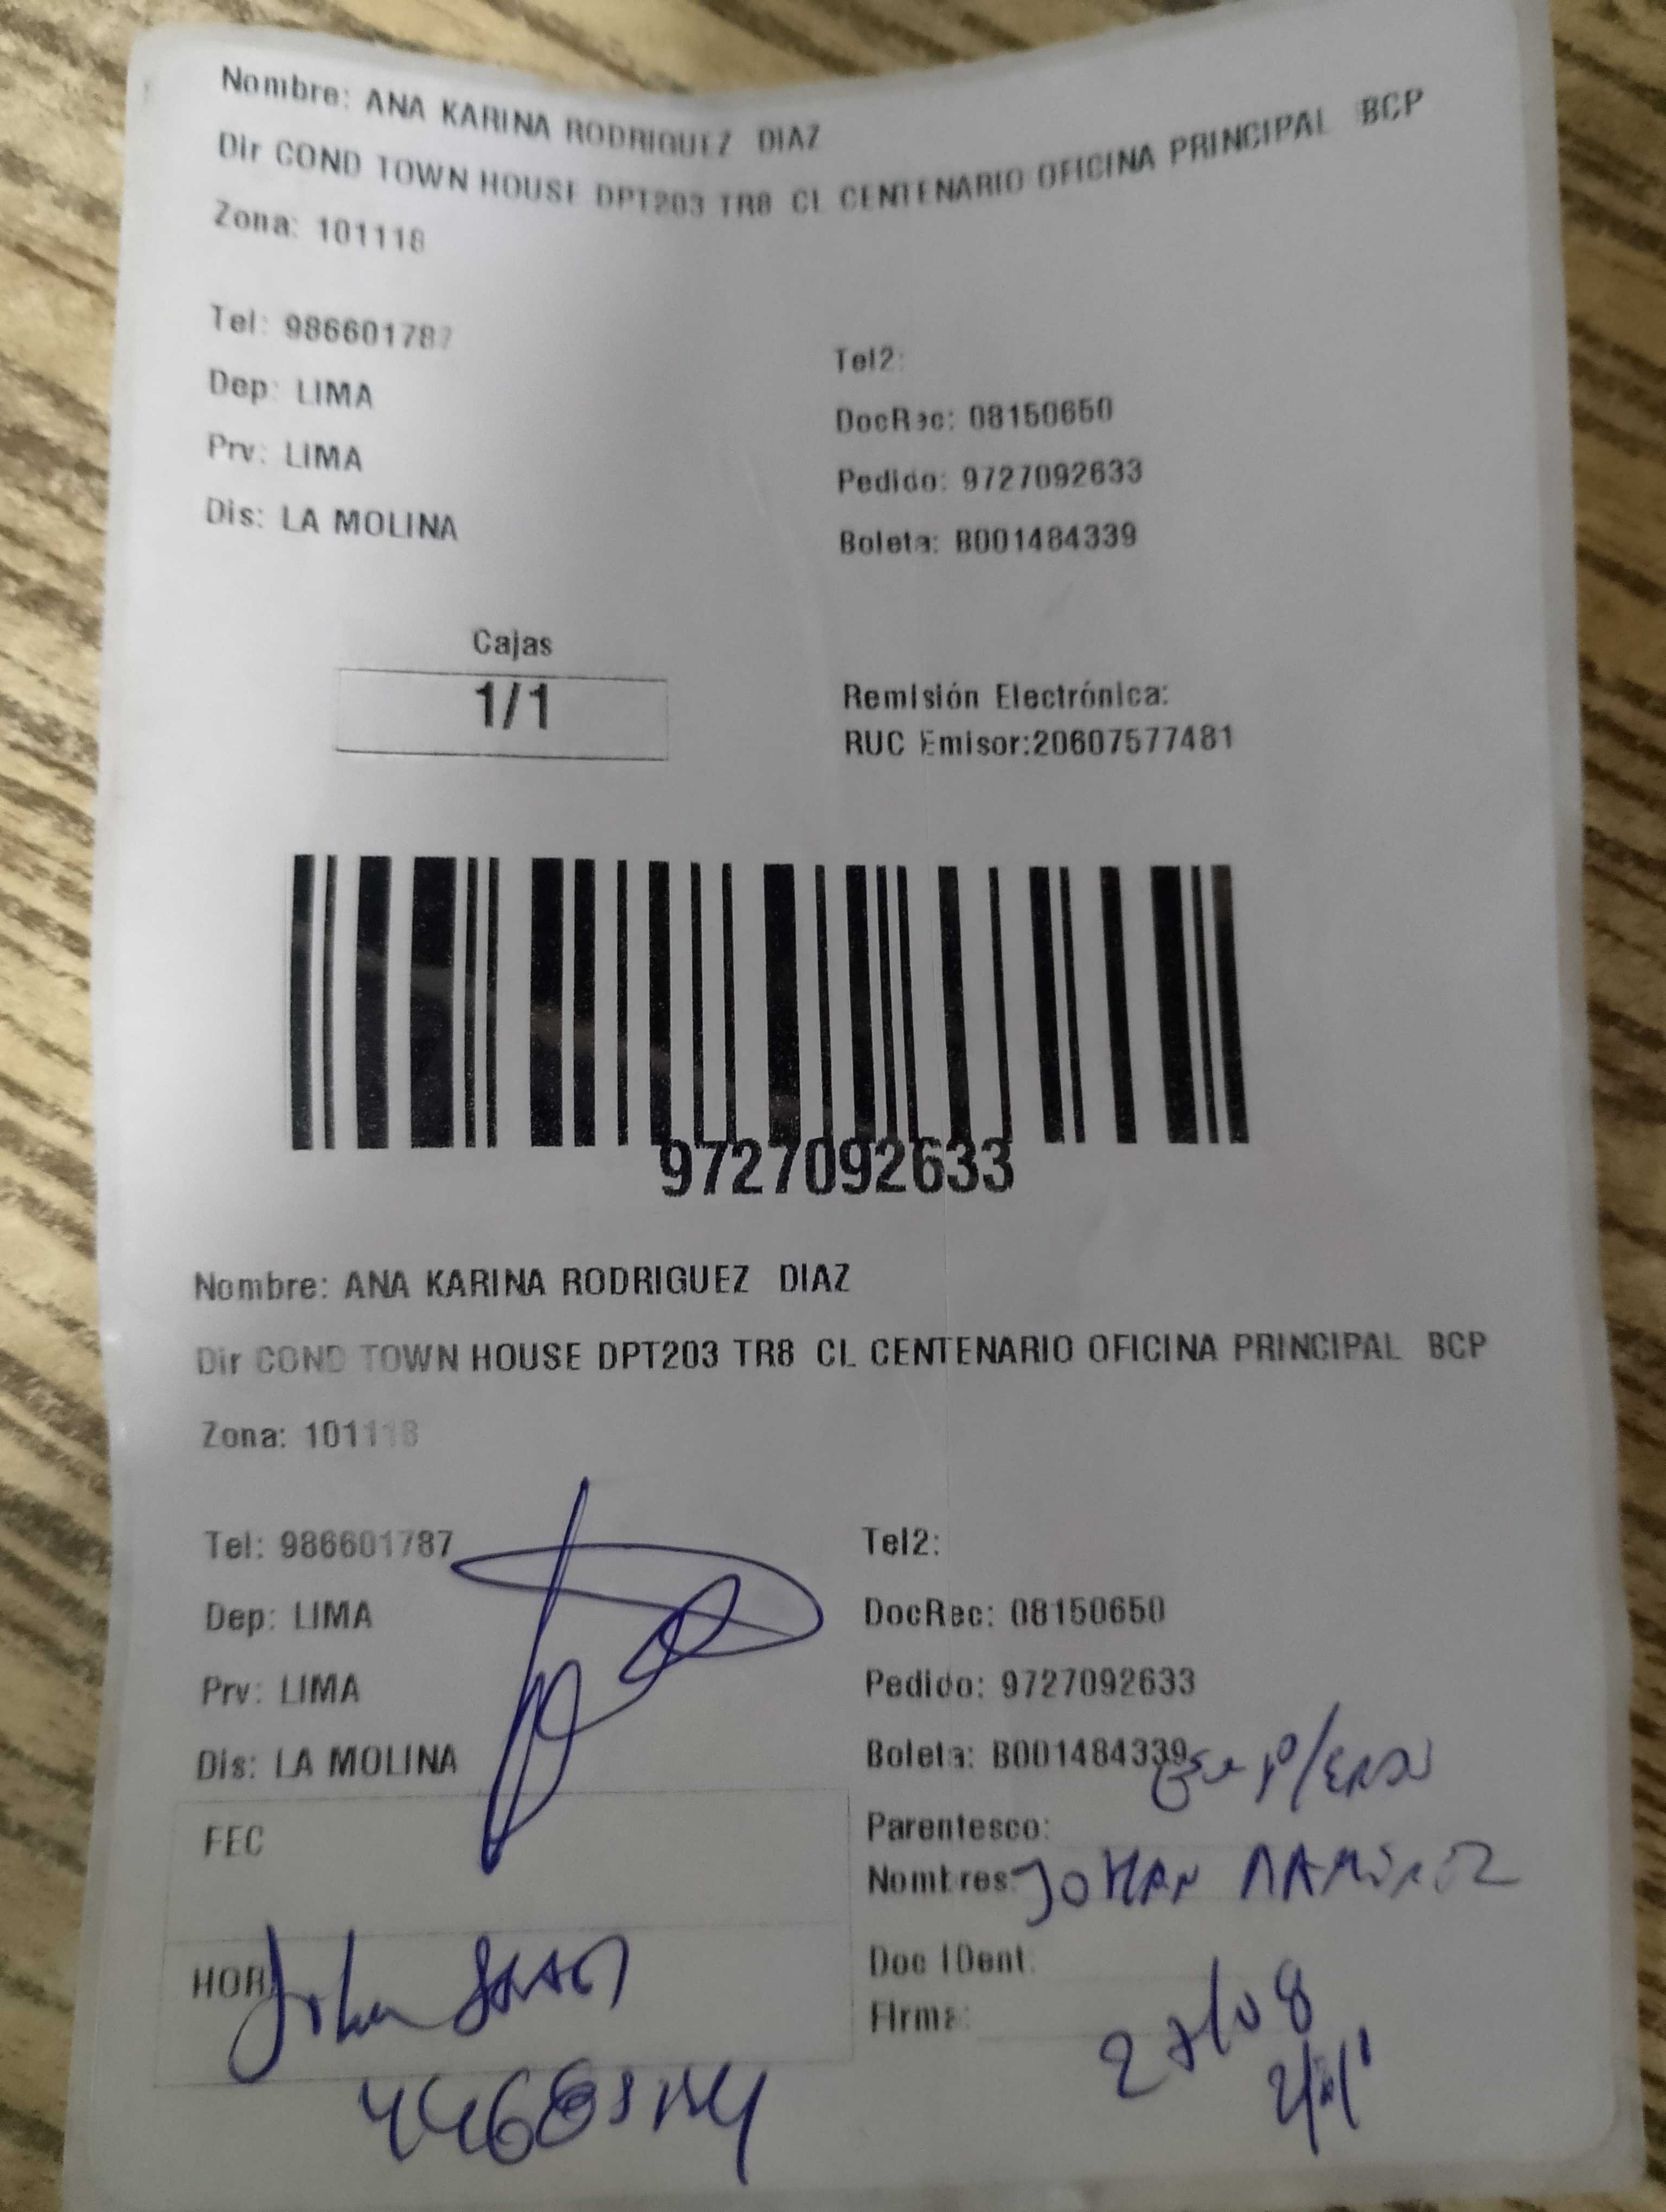 Nombre: ANA KARINA RODRIGUEZ DIAZ
Dir COND TOWN HOUSE DPT203 TR8 CL CENTENARIO OFICINA PRINCIPAL BCP
Zona: 101118
Tel: 986601787
Tel2:
Dep: LIMA
DocRec: 08150650
Prv: LIMA
Pedido: 9727092633
Dis: LA MOLINA
Boleta: B001484339
Cajas
1/1
Remisión Electrónica:
RUC Emisor:20607577481
9727092633
Nombre: ANA KARINA RODRIGUEZ DIAZ
Dir COND TOWN HOUSE DPT203 TR8 CL CENTENARIO OFICINA PRINCIPAL BCP
Zona: 101118
Tel: 986601787
Tel2:
Dep: LIMA
DocRec: 08150650
Prv: LIMA
Pedido: 9727092633
Dis: LA MOLINA
Boleta: B001484339
FEC
Parentesco:
Nombres: JOHAN RAMIREZ
HOR
Doc IDent:
Firma: